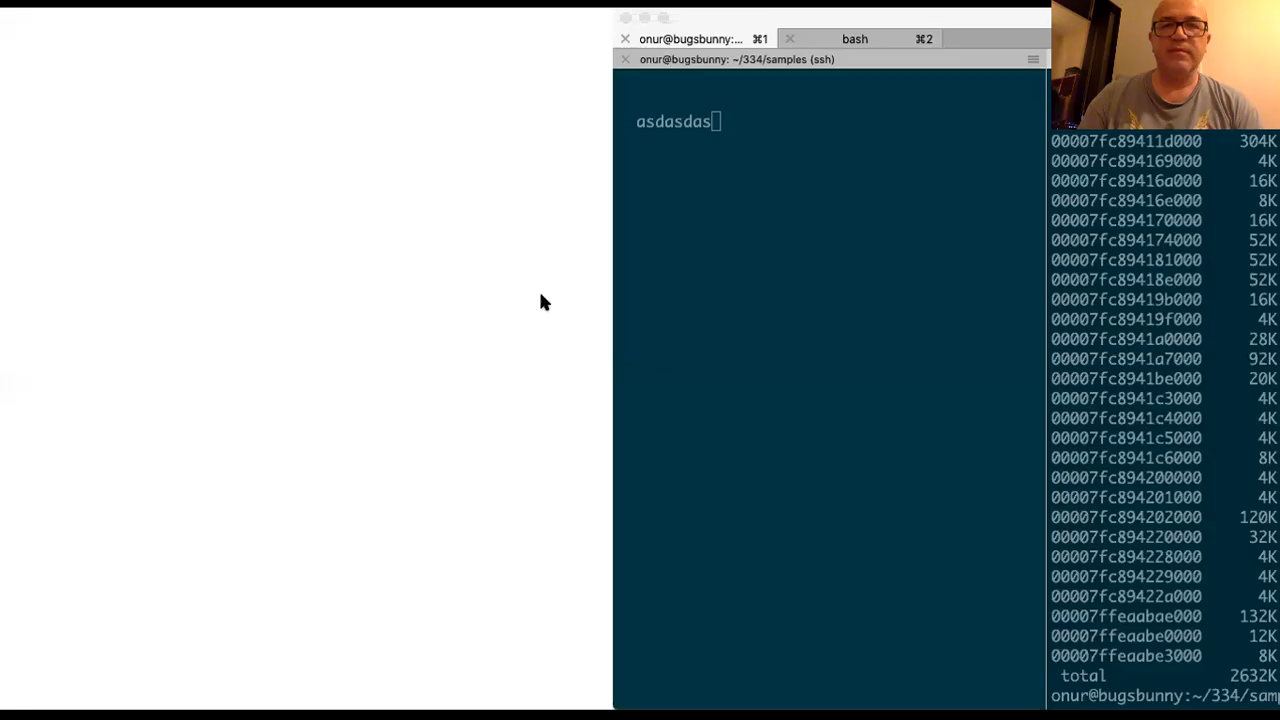 onur@bugsbunny:... ⌘1
bash ⌘2
onur@bugsbunny: ~/334/samples (ssh)
asdasdas
00007fc89411d000 304K
00007fc894169000 4K
00007fc89416a000 16K
00007fc89416e000 8K
00007fc894170000 16K
00007fc894174000 52K
00007fc894181000 52K
00007fc89418e000 52K
00007fc89419b000 16K
00007fc89419f000 4K
00007fc8941a0000 28K
00007fc8941a7000 92K
00007fc8941be000 20K
00007fc8941c3000 4K
00007fc8941c4000 4K
00007fc8941c5000 4K
00007fc8941c6000 8K
00007fc894200000 4K
00007fc894201000 4K
00007fc894202000 120K
00007fc894220000 32K
00007fc894228000 4K
00007fc894229000 4K
00007fc89422a000 4K
00007ffeaabae000 132K
00007ffeaabe0000 12K
00007ffeaabe3000 8K
total 2632K
onur@bugsbunny:~/334/sam